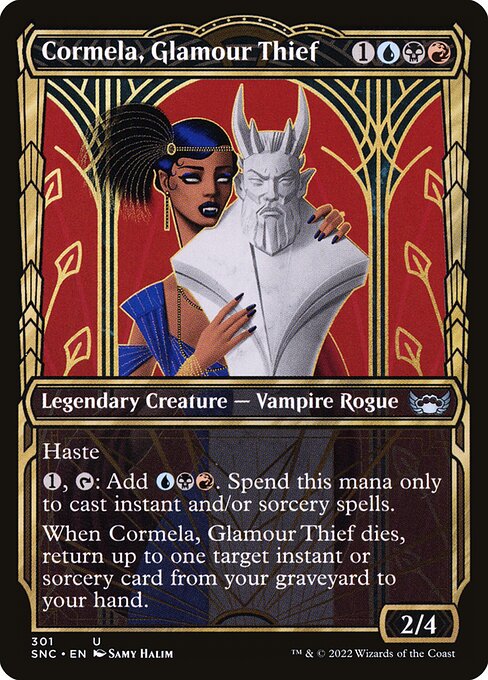 Cormela, Glamour Thief 1
Legendary Creature — Vampire Rogue
Haste
1, : Add . Spend this mana only
to cast instant and/or sorcery spells.
When Cormela, Glamour Thief dies,
return up to one target instant or
sorcery card from your graveyard to
your hand.
2/4
301 U
SNC • EN SAMY HALIM
™ & © 2022 Wizards of the Coast